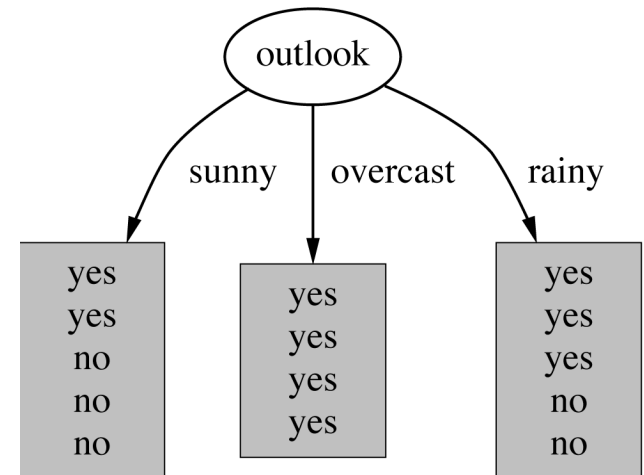 outlook
sunny
overcast
rainy
yes
yes
no
no
no
yes
yes
yes
yes
yes
yes
yes
no
no